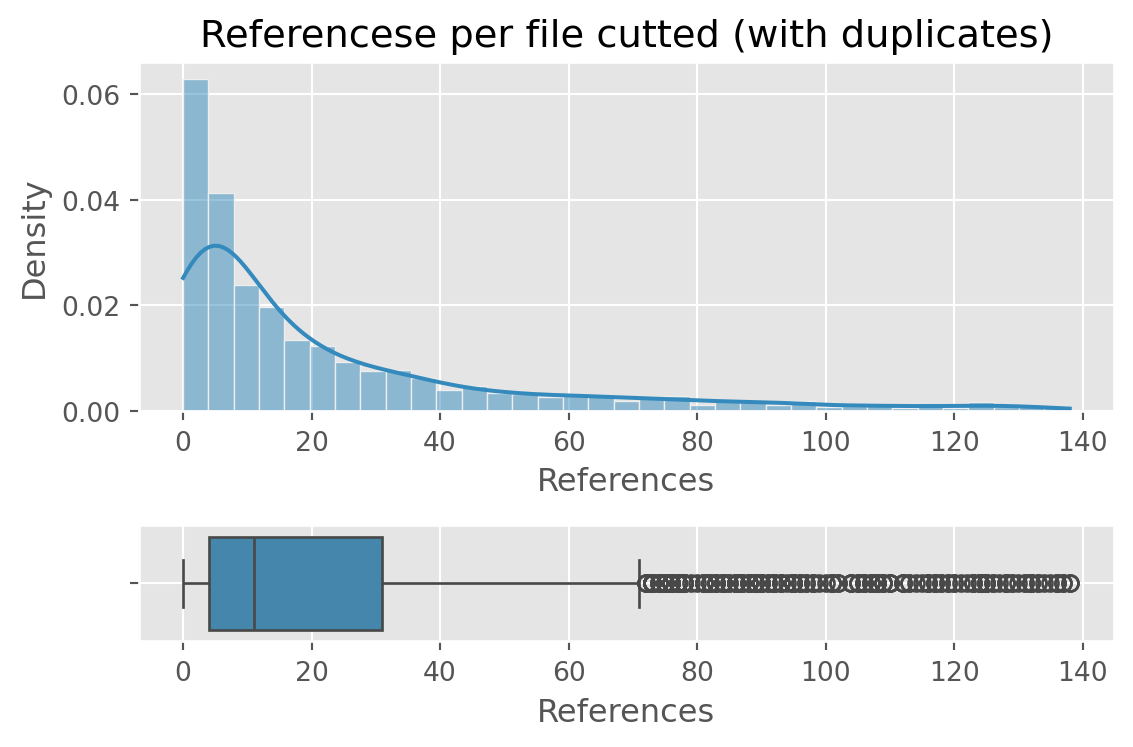 Referencese per file cutted (with duplicates)
Density
0.06
0.04
0.02
0.00
0 20 40 60 80 100 120 140
References
0 20 40 60 80 100 120 140
References